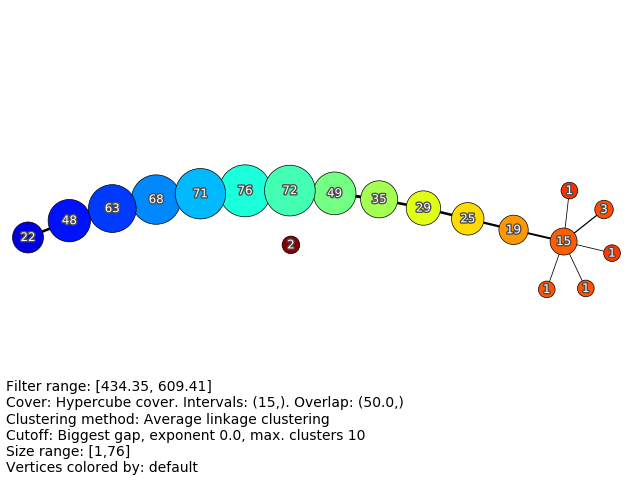 22 48 63 68 71 76 72 49 35 29 25 19 15 1 3 1 1 1
2
Filter range: [434.35, 609.41]
Cover: Hypercube cover. Intervals: (15,). Overlap: (50.0,)
Clustering method: Average linkage clustering
Cutoff: Biggest gap, exponent 0.0, max. clusters 10
Size range: [1,76]
Vertices colored by: default